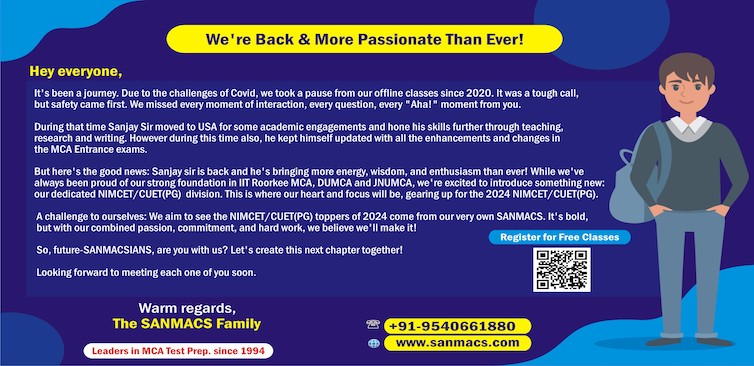 We're Back & More Passionate Than Ever!
Hey everyone,
It's been a journey. Due to the challenges of Covid, we took a pause from our offline classes since 2020. It was a tough call,
but safety came first. We missed every moment of interaction, every question, every "Aha!" moment from you.
During that time Sanjay Sir moved to USA for some academic engagements and hone his skills further through teaching,
research and writing. However during this time also, he kept himself updated with all the enhancements and changes in
the MCA Entrance exams.
But here's the good news: Sanjay sir is back and he's bringing more energy, wisdom, and enthusiasm than ever! While we've
always been proud of our strong foundation in IIT Roorkee MCA, DUMCA and JNUMCA, we're excited to introduce something new:
our dedicated NIMCET/CUET(PG) division. This is where our heart and focus will be, gearing up for the 2024 NIMCET/CUET(PG).
A challenge to ourselves: We aim to see the NIMCET/CUET(PG) toppers of 2024 come from our very own SANMACS. It's bold,
but with our combined passion, commitment, and hard work, we believe we'll make it!
So, future-SANMACSIANS, are you with us? Let's create this next chapter together!
Looking forward to meeting each one of you soon.
Register for Free Classes
Warm regards,
The SANMACS Family
Leaders in MCA Test Prep. since 1994
+91-9540661880
www.sanmacs.com